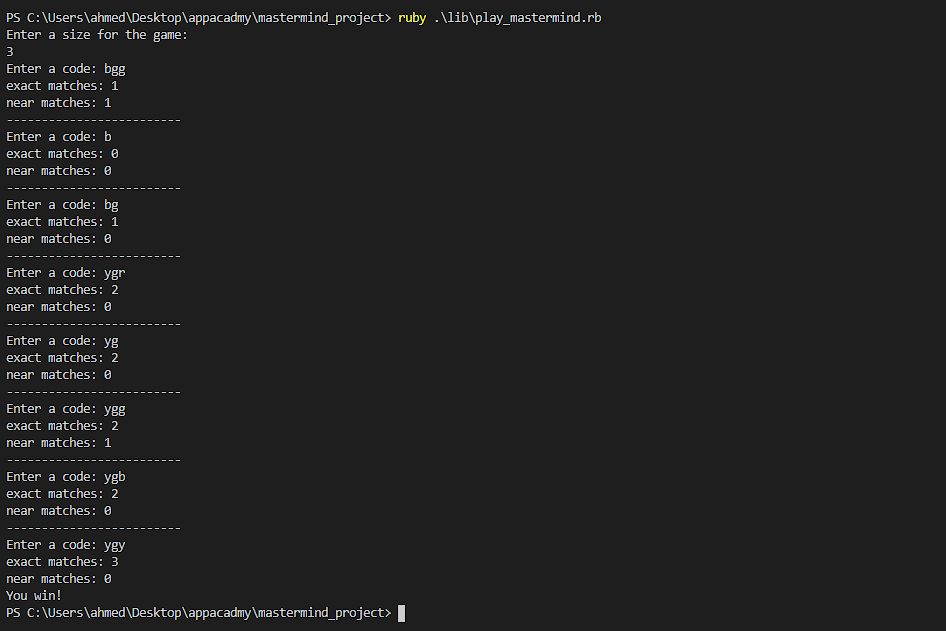 PS C:\Users\ahmed\Desktop\appacadmy\mastermind_project> ruby .\lib\play_mastermind.rb
Enter a size for the game:
3
Enter a code: bgg
exact matches: 1
near matches: 1
-------------------------
Enter a code: b
exact matches: 0
near matches: 0
-------------------------
Enter a code: bg
exact matches: 1
near matches: 0
-------------------------
Enter a code: ygr
exact matches: 2
near matches: 0
-------------------------
Enter a code: yg
exact matches: 2
near matches: 0
-------------------------
Enter a code: ygg
exact matches: 2
near matches: 1
-------------------------
Enter a code: ygb
exact matches: 2
near matches: 0
-------------------------
Enter a code: ygy
exact matches: 3
near matches: 0
You win!
PS C:\Users\ahmed\Desktop\appacadmy\mastermind_project>